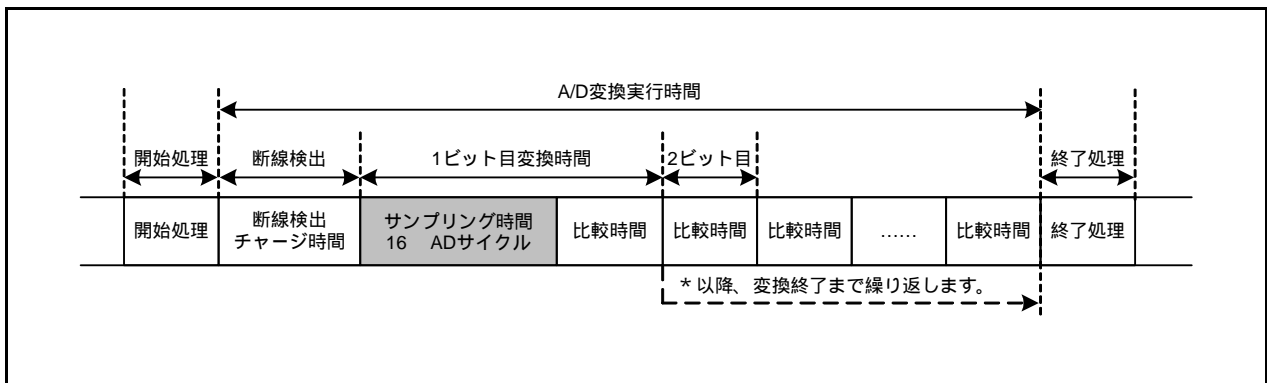 A/D変換実行時間
開始処理 断線検出 1ビット目変換時間 2ビット目 終了処理
開始処理 断線検出 チャージ時間 サンプリング時間 16 ADサイクル 比較時間 比較時間 比較時間 …… 比較時間 終了処理
*以降、変換終了まで繰り返します。